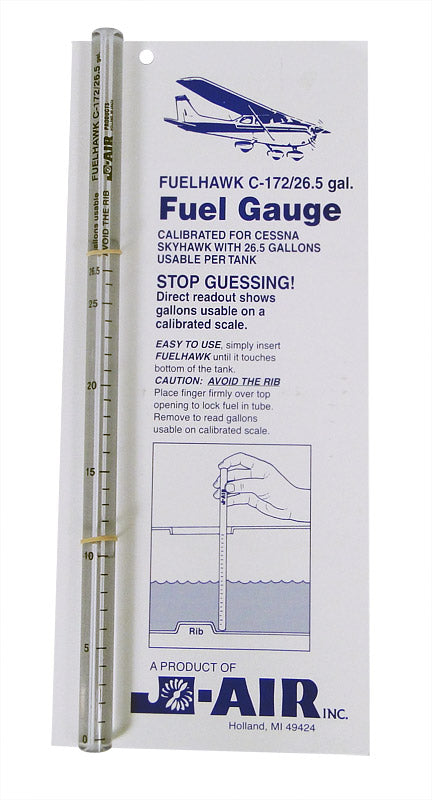 FUELHAWK C-172/26.5 gal.
J-AIR
PRODUCTS
gallons usable
AVOID THE RIB
26.5
25
20
15
10
5
0
FUELHAWK C-172/26.5 gal.
Fuel Gauge
CALIBRATED FOR CESSNA
SKYHAWK WITH 26.5 GALLONS
USABLE PER TANK
STOP GUESSING!
Direct readout shows
gallons usable on a
calibrated scale.
EASY TO USE, simply insert
FUELHAWK until it touches
bottom of the tank.
CAUTION: AVOID THE RIB
Place finger firmly over top
opening to lock fuel in tube.
Remove to read gallons
usable on calibrated scale.
Rib
A PRODUCT OF
J-AIR INC.
Holland, MI 49424